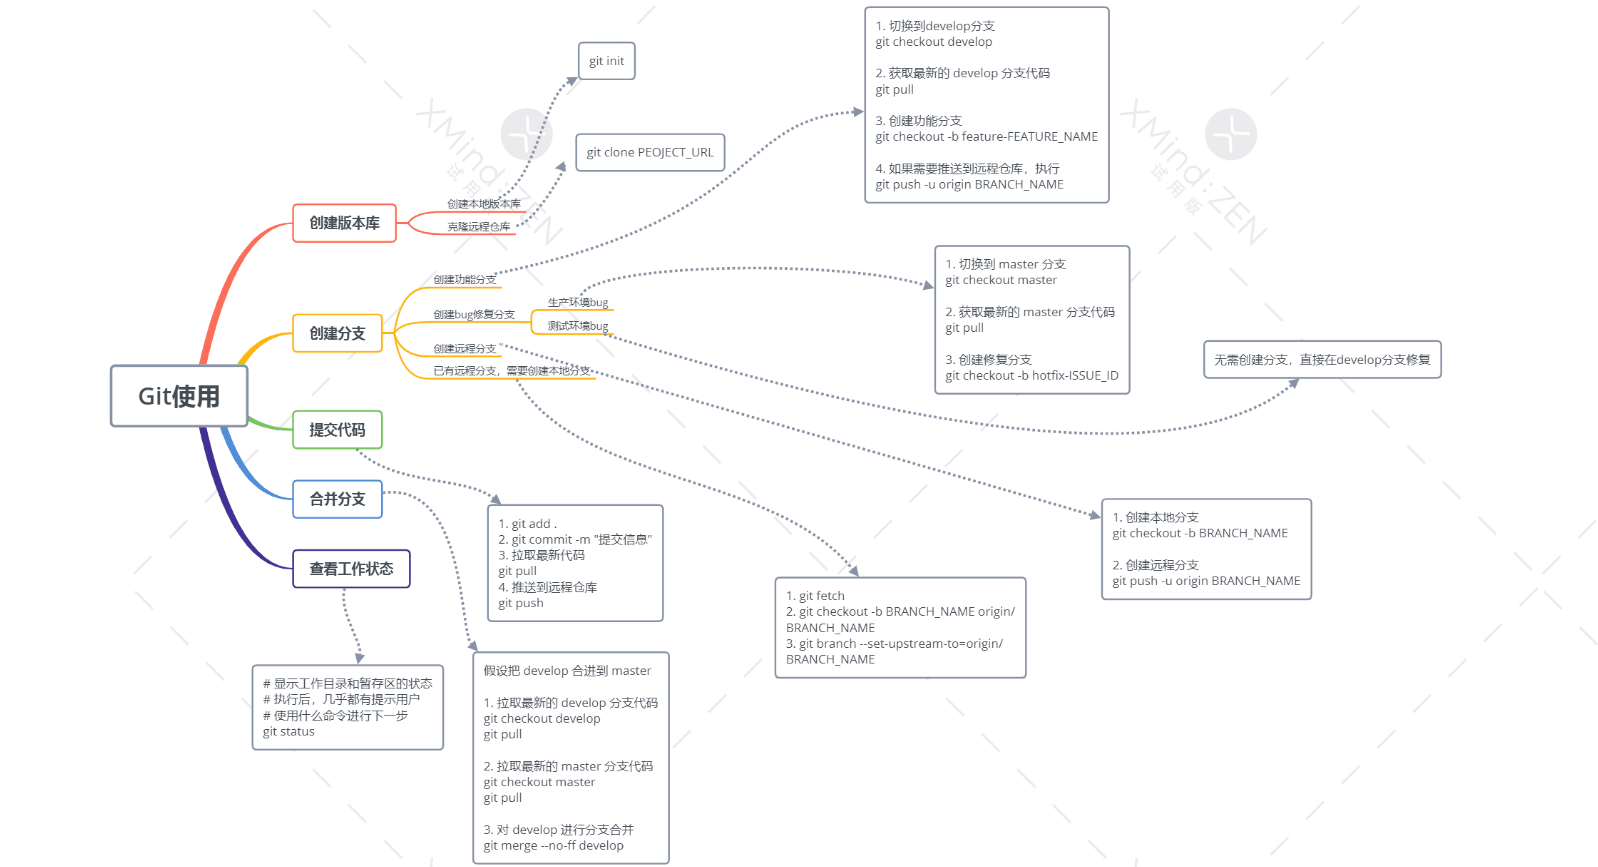 Git使用
创建版本库
创建本地版本库
git init
克隆远程仓库
git clone PEOJECT_URL
创建分支
创建功能分支
1. 切换到develop分支
git checkout develop
2. 获取最新的 develop 分支代码
git pull
3. 创建功能分支
git checkout -b feature-FEATURE_NAME
4. 如果需要推送到远程仓库，执行
git push -u origin BRANCH_NAME
创建bug修复分支
生产环境bug
1. 切换到 master 分支
git checkout master
2. 获取最新的 master 分支代码
git pull
3. 创建修复分支
git checkout -b hotfix-ISSUE_ID
测试环境bug
无需创建分支，直接在develop分支修复
创建远程分支
1. 创建本地分支
git checkout -b BRANCH_NAME
2. 创建远程分支
git push -u origin BRANCH_NAME
已有远程分支，需要创建本地分支
1. git fetch
2. git checkout -b BRANCH_NAME origin/
BRANCH_NAME
3. git branch --set-upstream-to=origin/
BRANCH_NAME
提交代码
1. git add .
2. git commit -m "提交信息"
3. 拉取最新代码
git pull
4. 推送到远程仓库
git push
合并分支
假设把 develop 合进到 master
1. 拉取最新的 develop 分支代码
git checkout develop
git pull
2. 拉取最新的 master 分支代码
git checkout master
git pull
3. 对 develop 进行分支合并
git merge --no-ff develop
查看工作状态
# 显示工作目录和暂存区的状态
# 执行后，几乎都有提示用户
# 使用什么命令进行下一步
git status
XMind:ZEN
试用版
XMind:ZEN
试用版